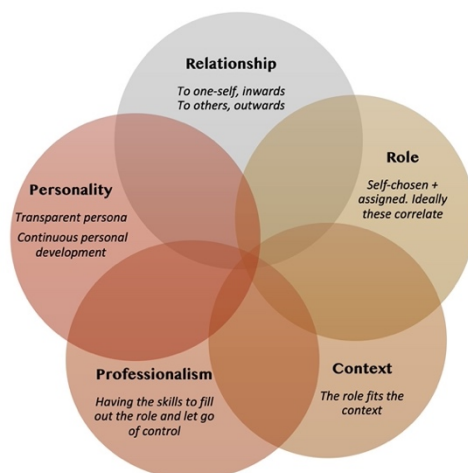 Relationship
To one-self, inwards
To others, outwards
Role
Self-chosen +
assigned. Ideally
these correlate
Personality
Transparent persona
Continuous personal
development
Professionalism
Having the skills to fill
out the role and let go
of control
Context
The role fits the
context